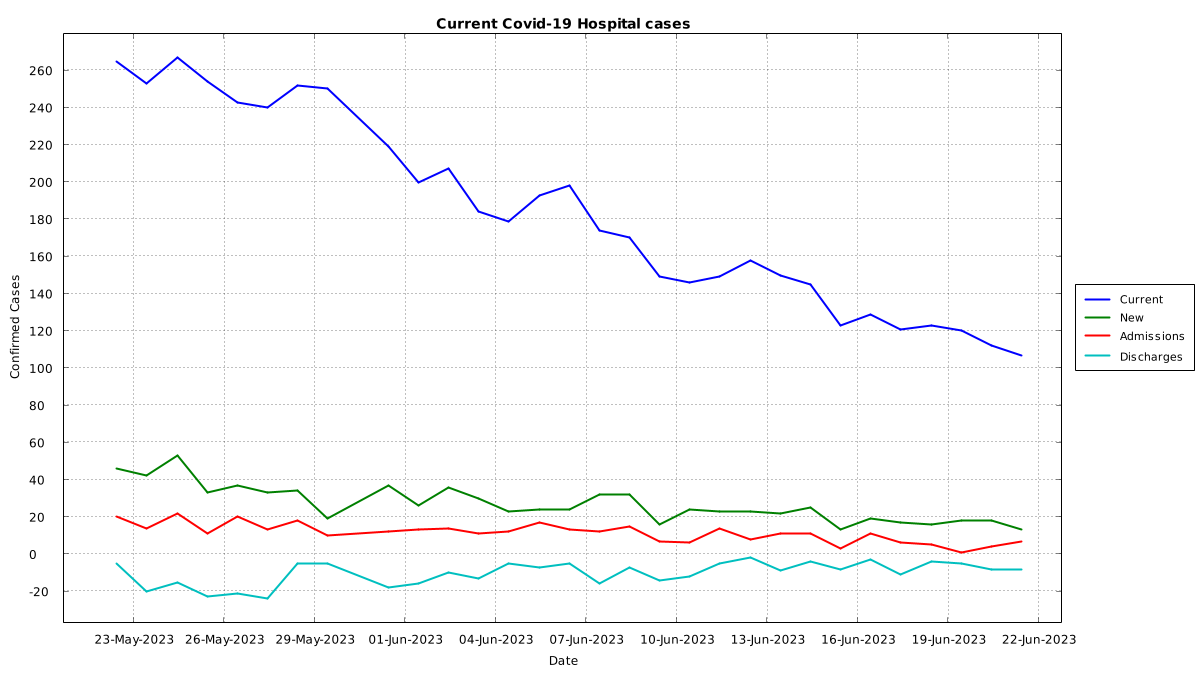 Current Covid-19 Hospital cases
260
240
220
200
180
160
140
120
100
80
60
40
20
0
-20
Confirmed Cases
23-May-2023 26-May-2023 29-May-2023 01-Jun-2023 04-Jun-2023 07-Jun-2023 10-Jun-2023 13-Jun-2023 16-Jun-2023 19-Jun-2023 22-Jun-2023
Date
Current
New
Admissions
Discharges